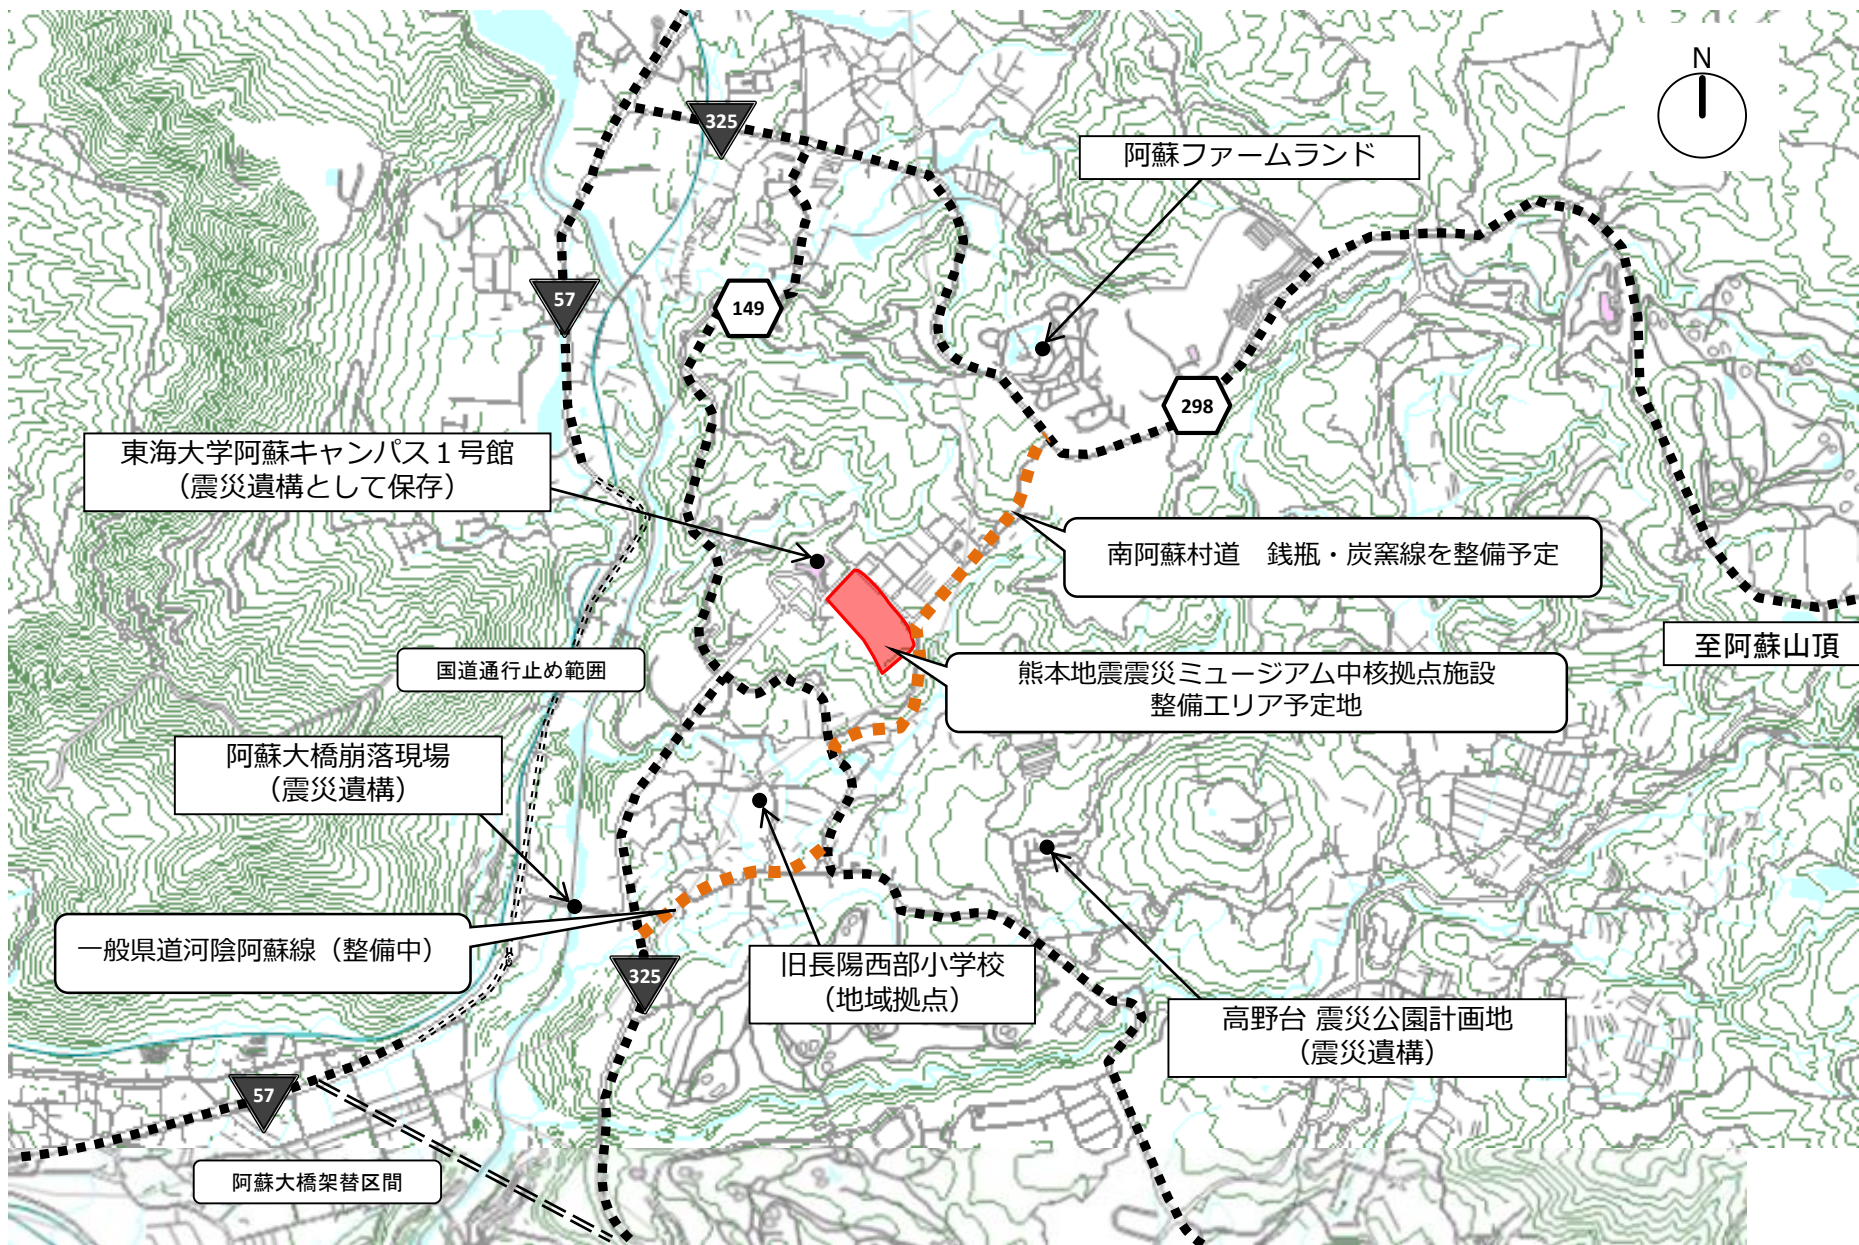 N
325
阿蘇ファームランド
57
149
298
東海大学阿蘇キャンパス１号館
（震災遺構として保存）
南阿蘇村道　銭瓶・炭窯線を整備予定
至阿蘇山頂
国道通行止め範囲
熊本地震震災ミュージアム中核拠点施設
整備エリア予定地
阿蘇大橋崩落現場
（震災遺構）
一般県道河陰阿蘇線（整備中）
325
旧長陽西部小学校
（地域拠点）
高野台 震災公園計画地
（震災遺構）
57
阿蘇大橋架替区間